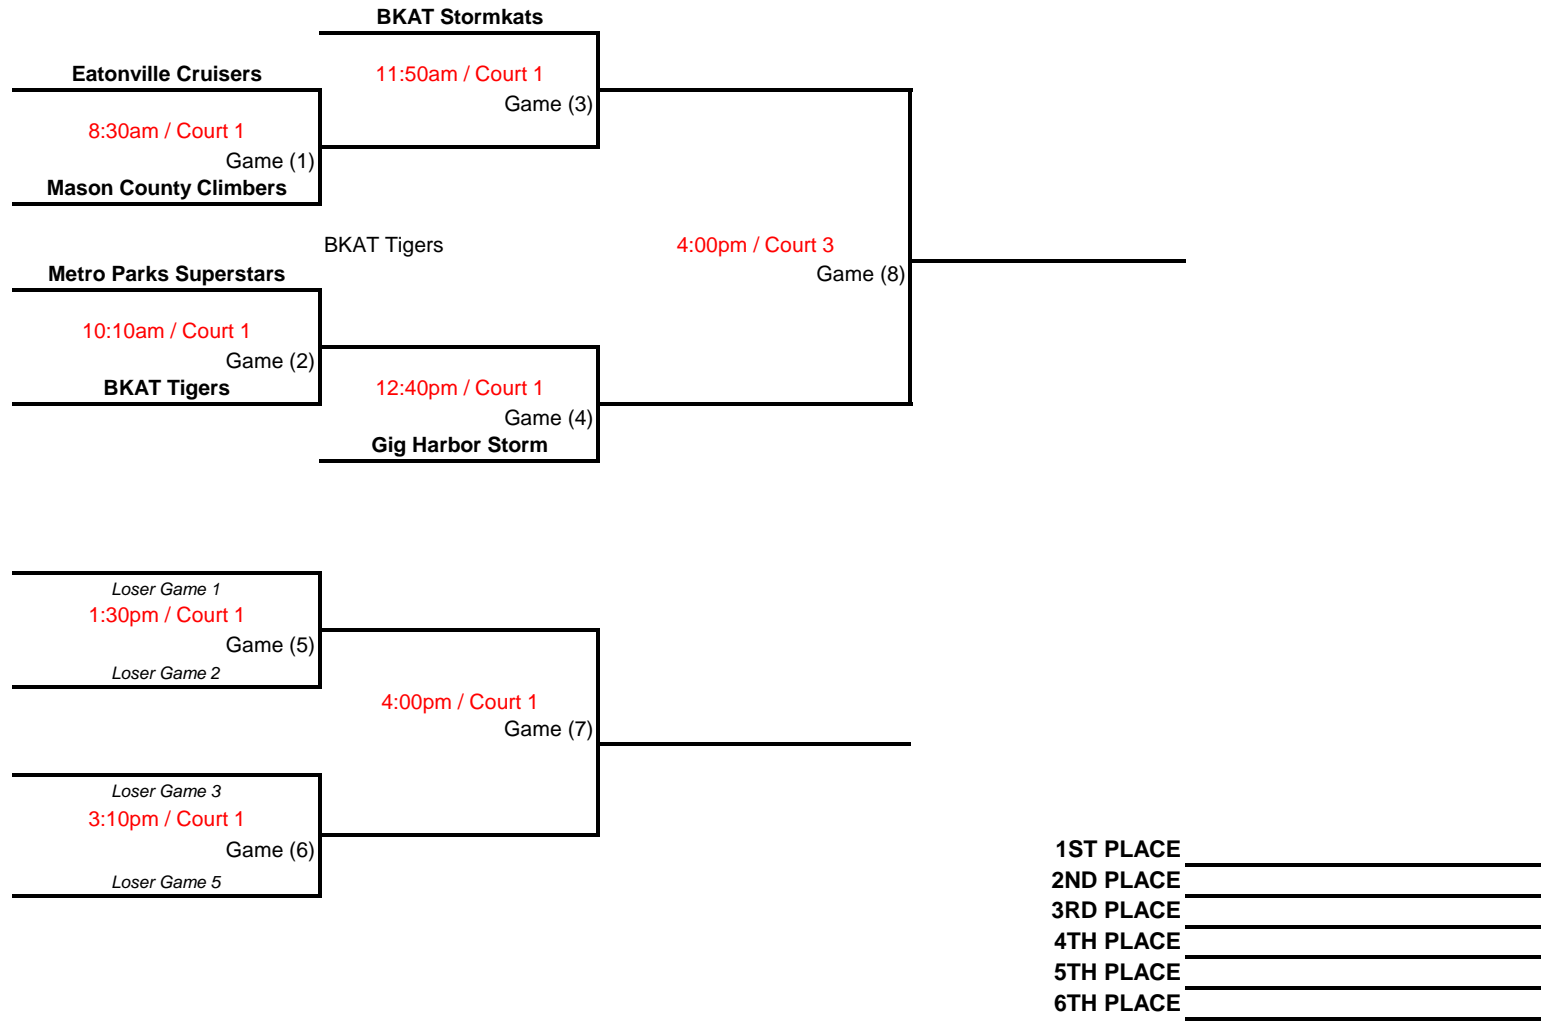 BKAT Stormkats
Eatonville Cruisers
11:50am / Court 1
Game (3)
8:30am / Court 1
Game (1)
Mason County Climbers
BKAT Tigers
4:00pm / Court 3
Metro Parks Superstars
Game (8)
10:10am / Court 1
Game (2)
BKAT Tigers
12:40pm / Court 1
Game (4)
Gig Harbor Storm
Loser Game 1
1:30pm / Court 1
Game (5)
Loser Game 2
4:00pm / Court 1
Game (7)
Loser Game 3
3:10pm / Court 1
Game (6)
Loser Game 5
1ST PLACE
2ND PLACE
3RD PLACE
4TH PLACE
5TH PLACE
6TH PLACE